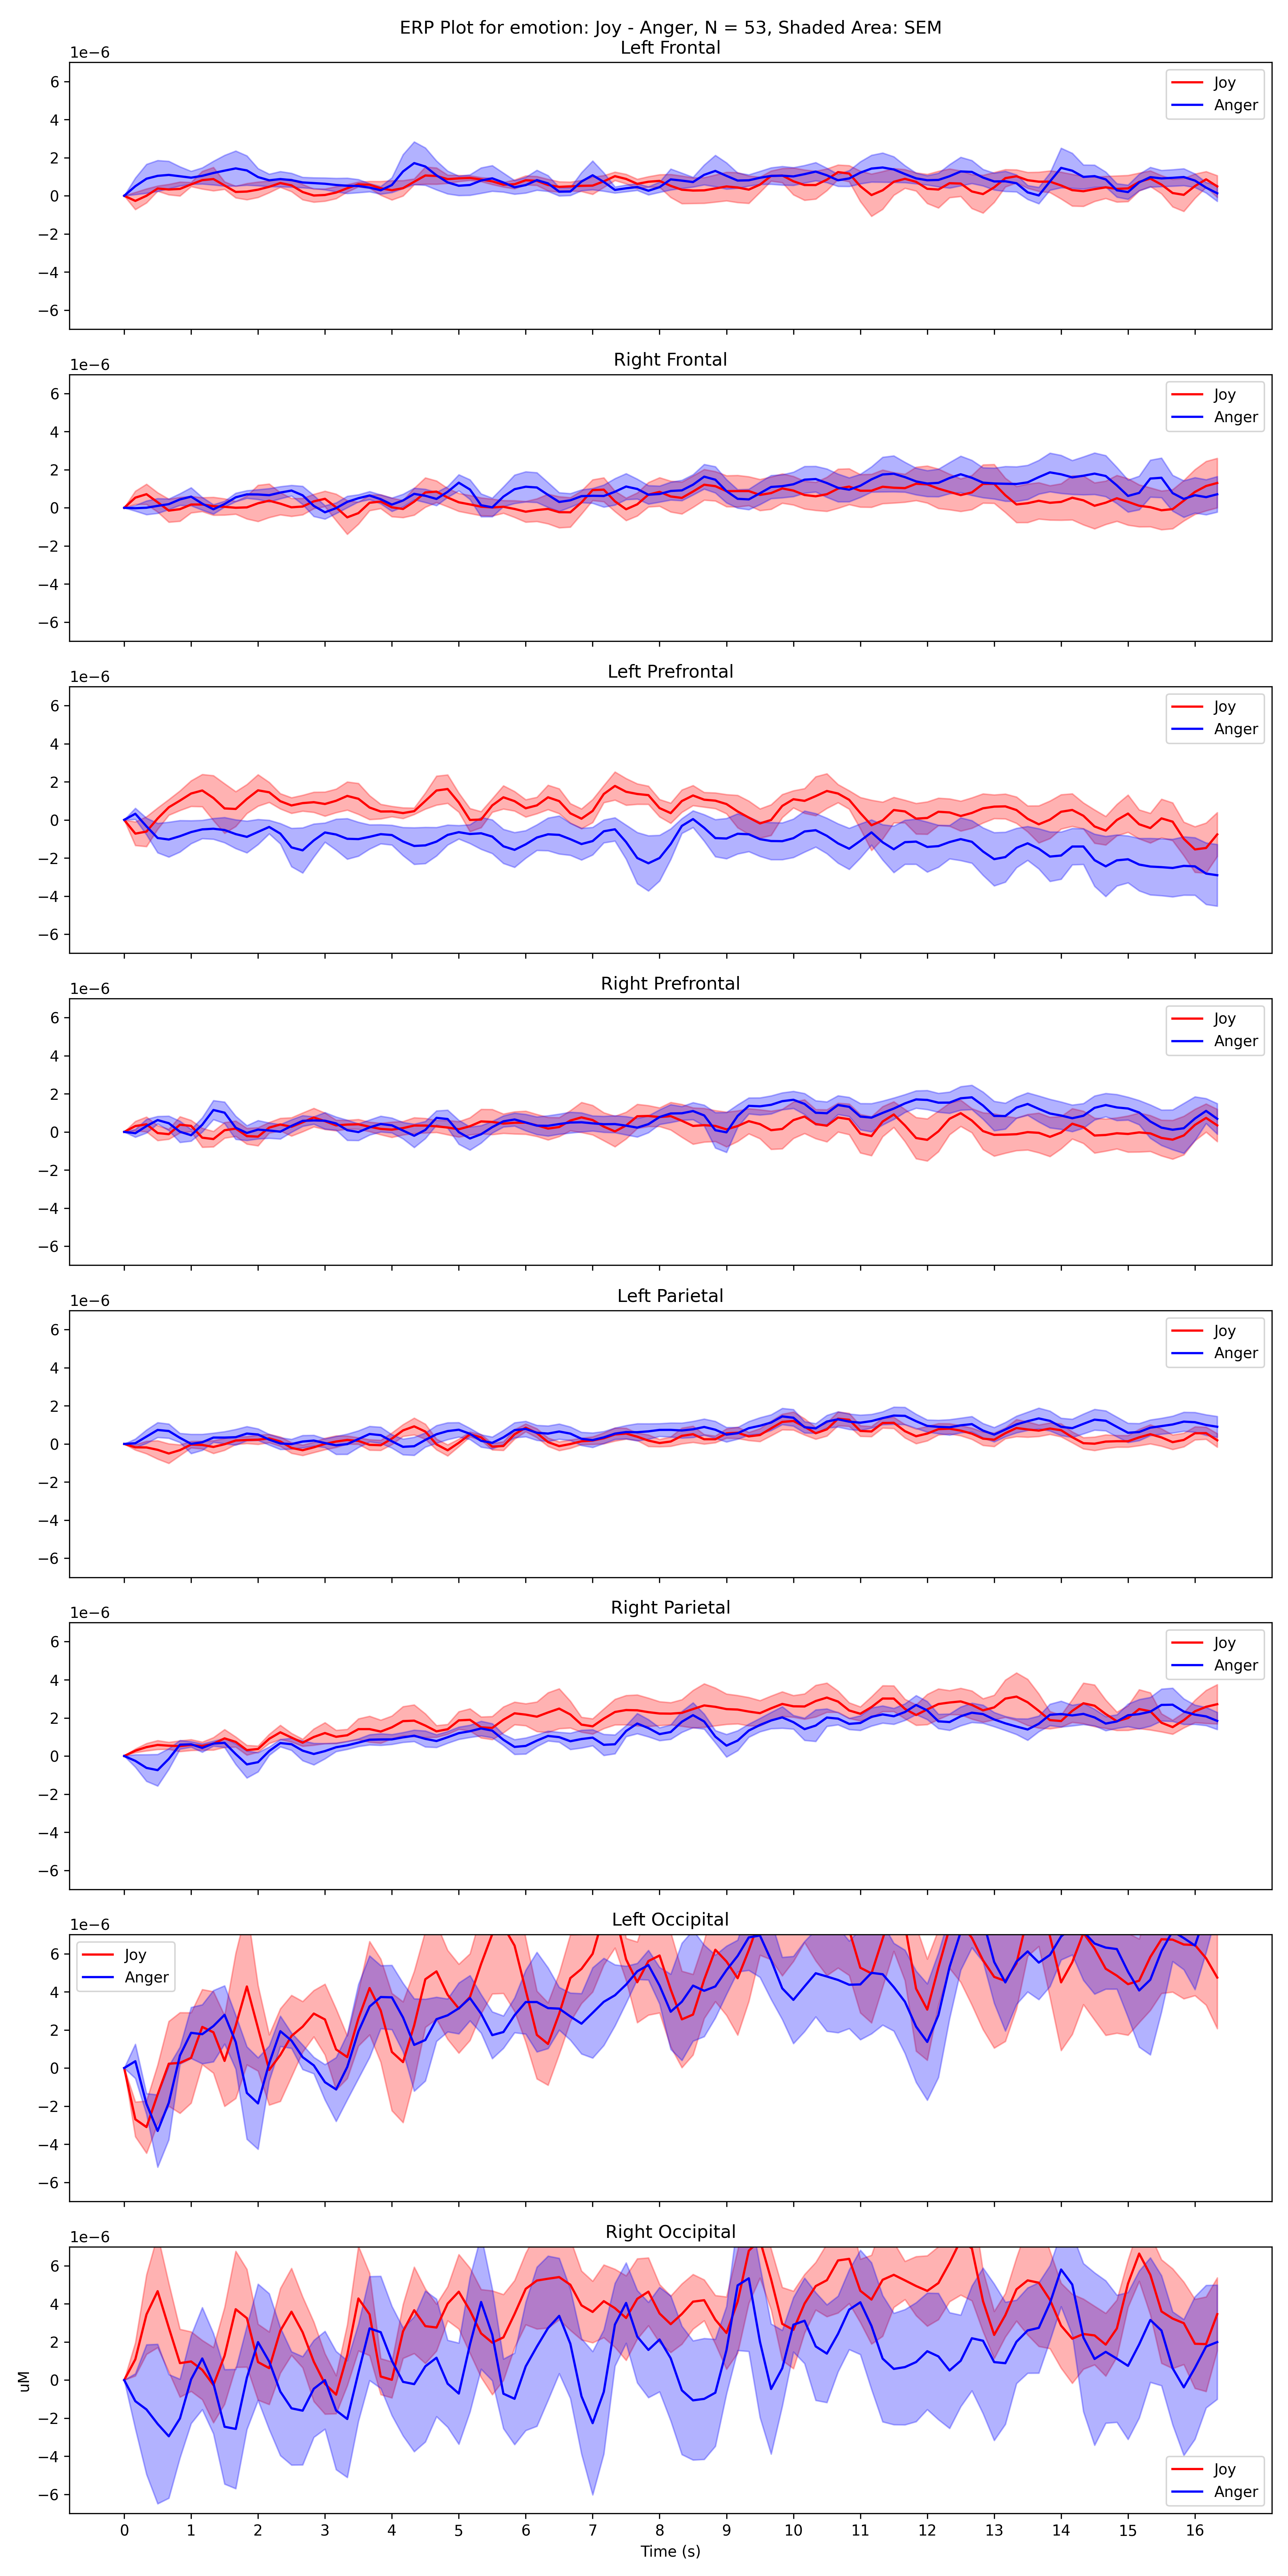 ERP Plot for emotion: Joy - Anger, N = 53, Shaded Area: SEM
Left Frontal
1e−6
6
4
2
0
−2
−4
−6
Joy
Anger
Right Frontal
1e−6
6
4
2
0
−2
−4
−6
Joy
Anger
Left Prefrontal
1e−6
6
4
2
0
−2
−4
−6
Joy
Anger
Right Prefrontal
1e−6
6
4
2
0
−2
−4
−6
Joy
Anger
Left Parietal
1e−6
6
4
2
0
−2
−4
−6
Joy
Anger
Right Parietal
1e−6
6
4
2
0
−2
−4
−6
Joy
Anger
Left Occipital
1e−6
6
4
2
0
−2
−4
−6
Joy
Anger
Right Occipital
1e−6
6
4
2
0
−2
−4
−6
uM
Joy
Anger
0 1 2 3 4 5 6 7 8 9 10 11 12 13 14 15 16
Time (s)